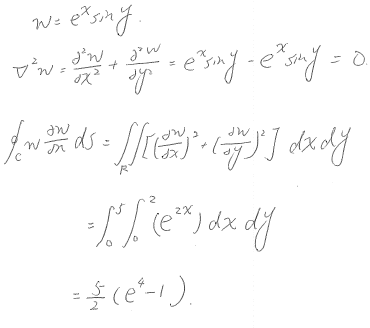 w = e^x sin y.
∇²w = ∂²w/∂x² + ∂²w/∂y² = e^x sin y - e^x sin y = 0.
∮_C w ∂w/∂n ds = ∬_R [(∂w/∂x)² + (∂w/∂y)²] dx dy
= ∫_0^5 ∫_0^2 (e^{2x}) dx dy
= 5/2 (e^4 - 1).